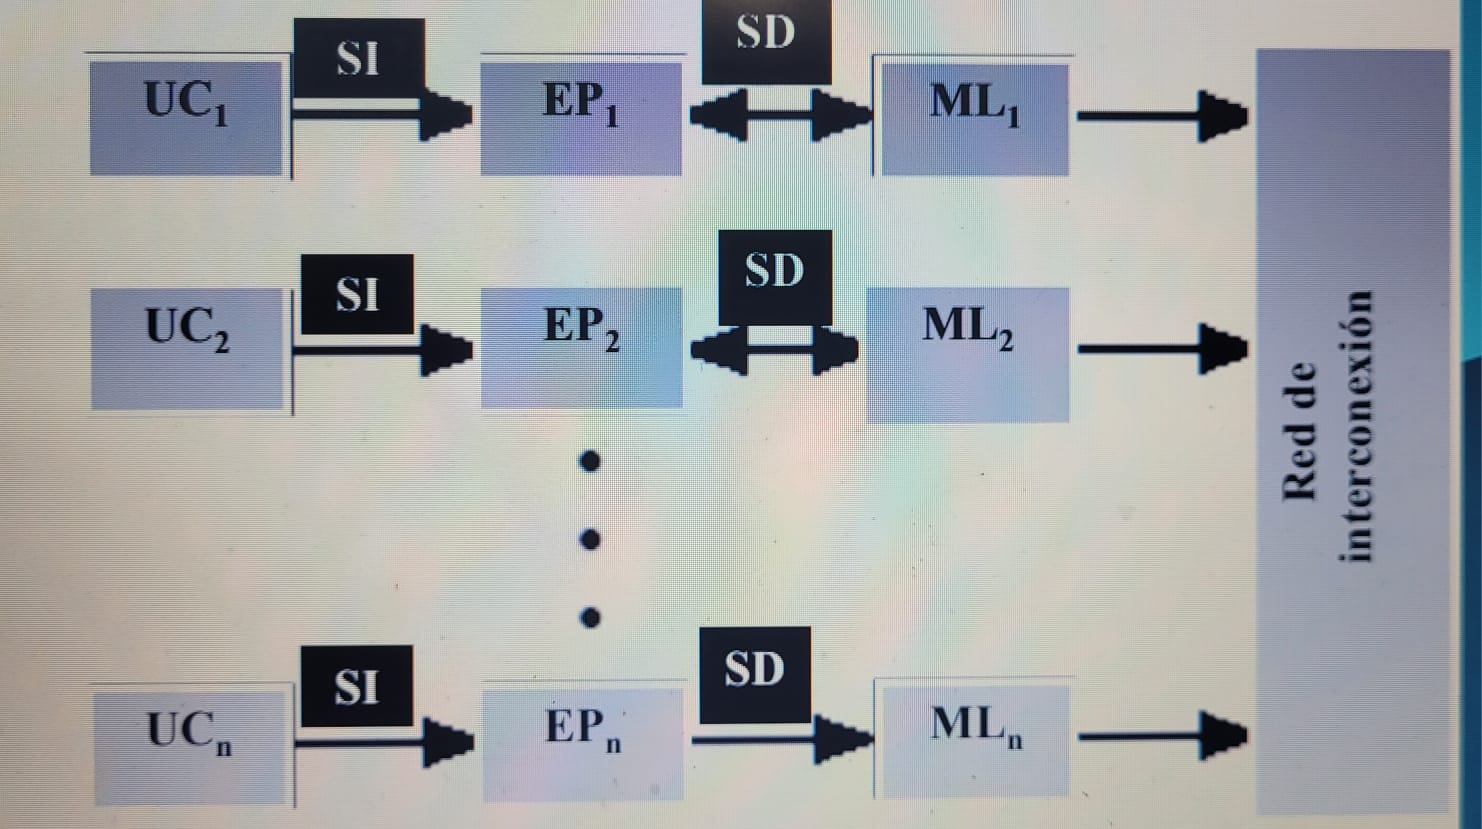 SI
SD
UC₁
EP₁
ML₁
SI
SD
UC₂
EP₂
ML₂
SI
SD
UCₙ
EPₙ
MLₙ
Red de
interconexión